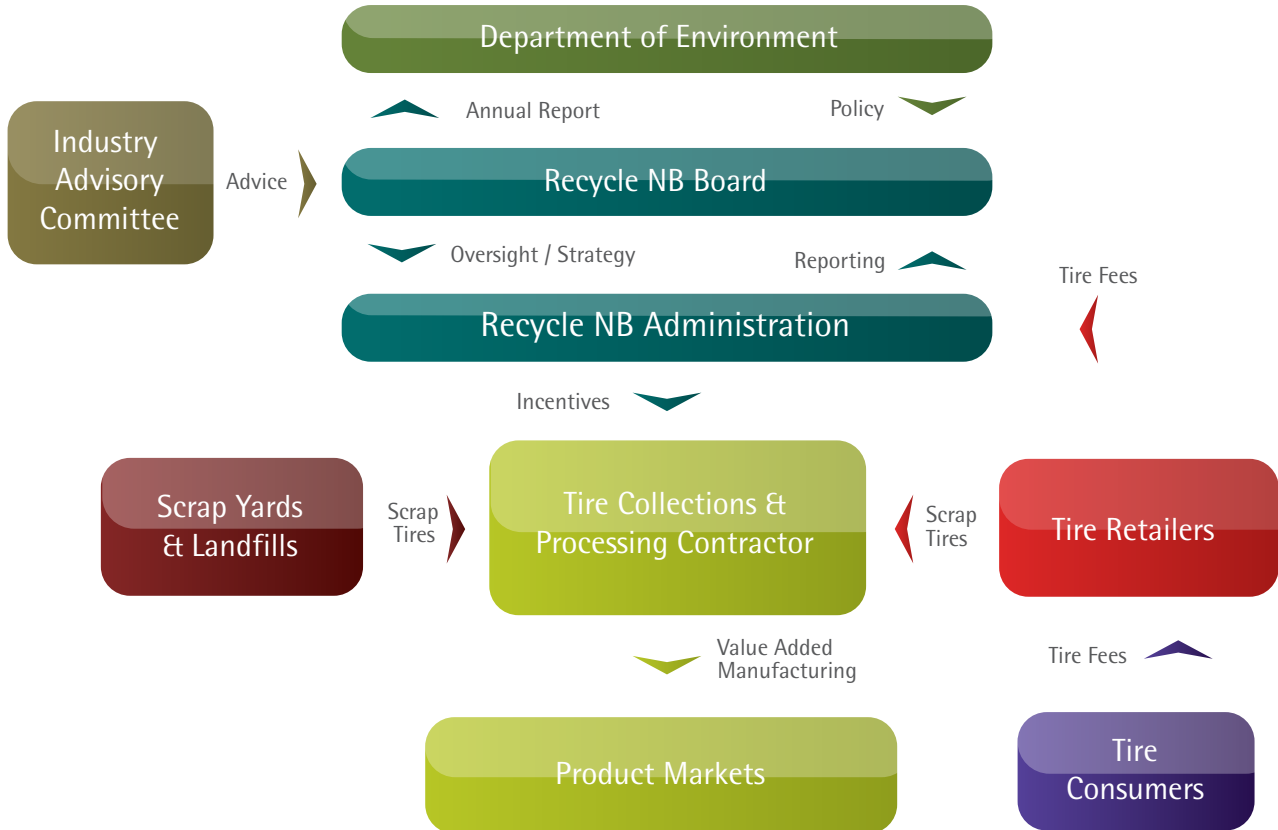 Department of Environment
Annual Report
Policy
Industry
Advisory
Committee
Advice
Recycle NB Board
Oversight / Strategy
Reporting
Tire Fees
Recycle NB Administration
Incentives
Scrap Yards
& Landfills
Scrap
Tires
Tire Collections &
Processing Contractor
Scrap
Tires
Tire Retailers
Value Added
Manufacturing
Tire Fees
Product Markets
Tire
Consumers